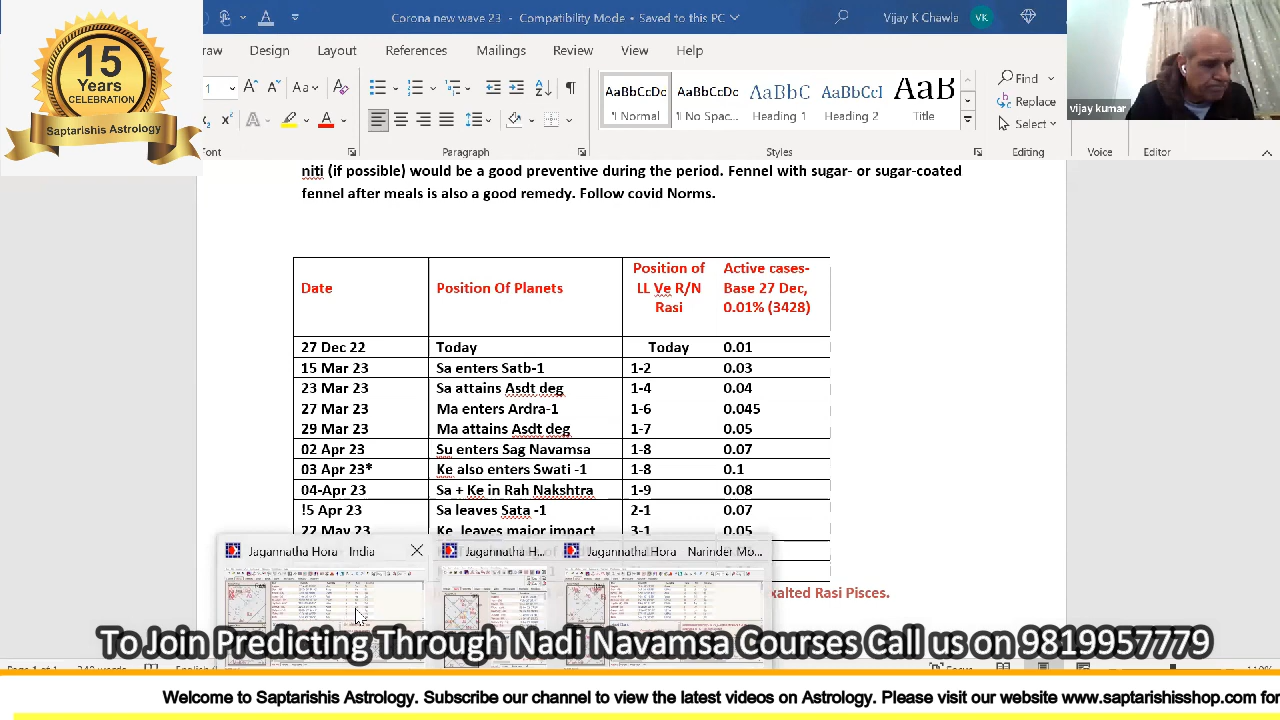 Corona new wave 23 - Compatibility Mode • Saved to this PC
Vijay K Chawla VK
15
Years
CELEBRATION
Saptarishis Astrology
raw Design Layout References Mailings Review View Help
1 Aa
AaBbCcDc AaBbCcDc AaBbC AaBbCcI AaB
¶ Normal ¶ No Spac... Heading 1 Heading 2 Title
Find
Replace
Select
Font Paragraph Styles Editing Voice Editor
vijay kumar
niti (if possible) would be a good preventive during the period. Fennel with sugar- or sugar-coated
fennel after meals is also a good remedy. Follow covid Norms.
Date Position Of Planets Position of LL Ve R/N Rasi Active cases- Base 27 Dec, 0.01% (3428)
27 Dec 22 Today Today 0.01
15 Mar 23 Sa enters Satb-1 1-2 0.03
23 Mar 23 Sa attains Asdt deg 1-4 0.04
27 Mar 23 Ma enters Ardra-1 1-6 0.045
29 Mar 23 Ma attains Asdt deg 1-7 0.05
02 Apr 23 Su enters Sag Navamsa 1-8 0.07
03 Apr 23* Ke also enters Swati -1 1-8 0.1
04-Apr 23 Sa + Ke in Rah Nakshtra 1-9 0.08
!5 Apr 23 Sa leaves Sata -1 2-1 0.07
22 May 23 Ke leaves major impact 3-1 0.05
Jagannatha Hora India
Jagannatha H...
Jagannatha Hora Narinder Mo...
xalted Rasi Pisces.
To Join Predicting Through Nadi Navamsa Courses Call us on 9819957779
Welcome to Saptarishis Astrology. Subscribe our channel to view the latest videos on Astrology. Please visit our website www.saptarishisshop.com for